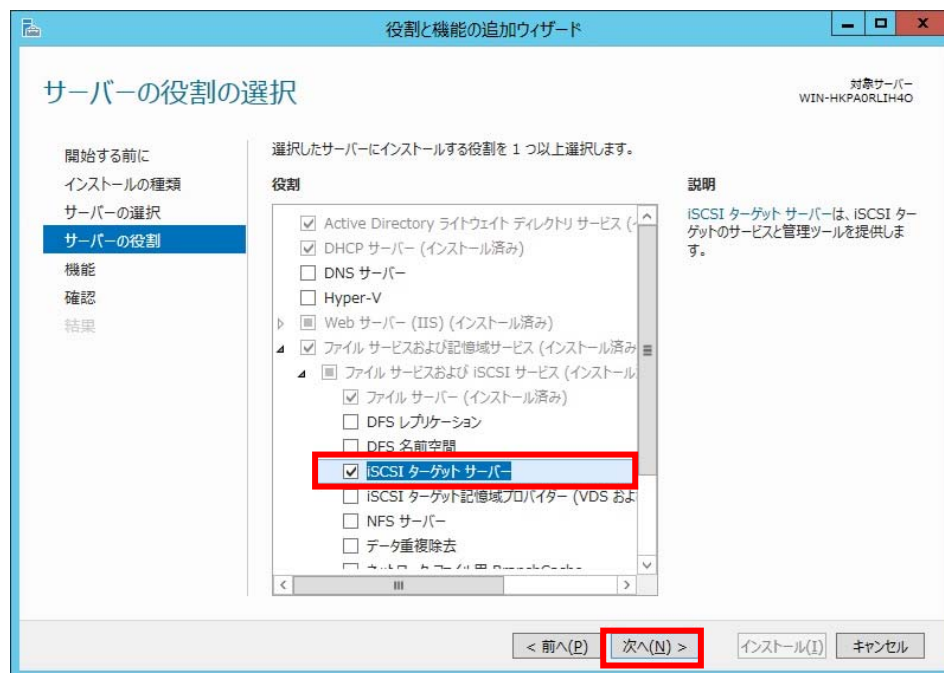 役割と機能の追加ウィザード
サーバーの役割の選択
対象サーバー
WIN-HKPA0RLIH4O
開始する前に
インストールの種類
サーバーの選択
サーバーの役割
機能
確認
結果
選択したサーバーにインストールする役割を 1 つ以上選択します。
役割
Active Directory ライトウェイト ディレクトリ サービス (
DHCP サーバー (インストール済み)
DNS サーバー
Hyper-V
Web サーバー (IIS) (インストール済み)
ファイル サービスおよび記憶域サービス (インストール済み
ファイル サービスおよび iSCSI サービス (インストール
ファイル サーバー (インストール済み)
DFS レプリケーション
DFS 名前空間
iSCSI ターゲット サーバー
iSCSI ターゲット記憶域プロバイダー (VDS およ
NFS サーバー
データ重複除去
説明
iSCSI ターゲット サーバーは、iSCSI ター
ゲットのサービスと管理ツールを提供しま
す。
< 前へ(P)
次へ(N) >
インストール(I)
キャンセル